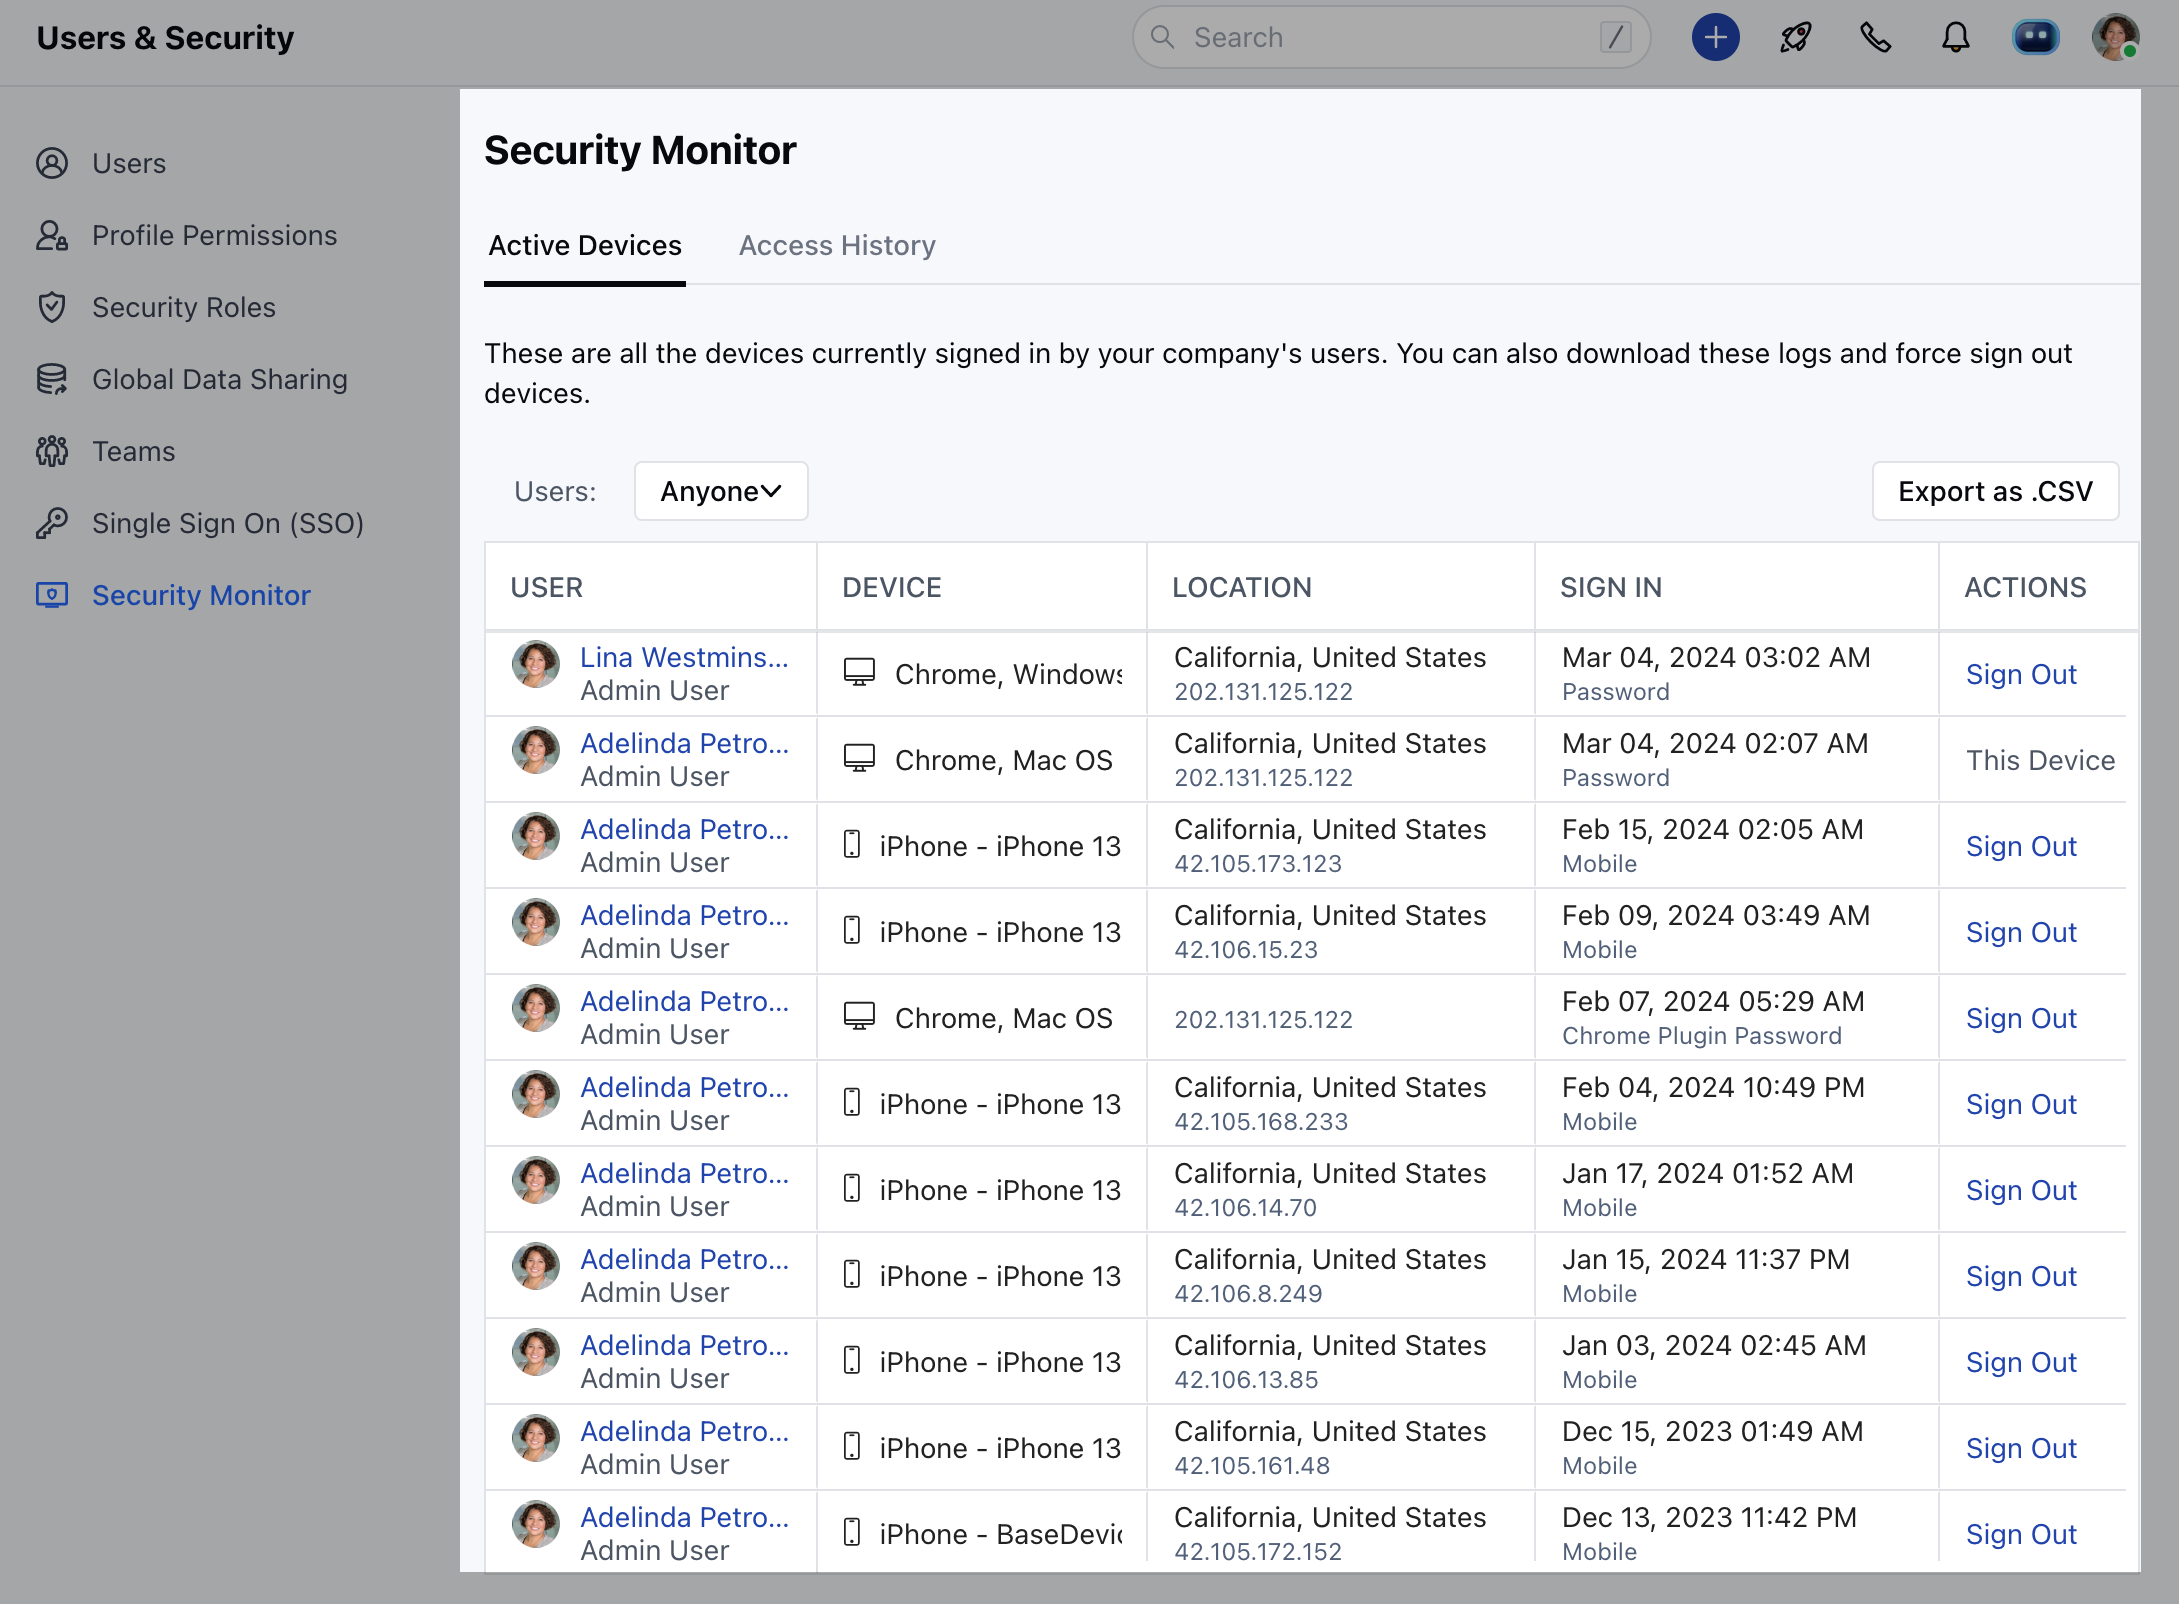 Users & Security
Search
/
Users
Profile Permissions
Security Roles
Global Data Sharing
Teams
Single Sign On (SSO)
Security Monitor
Security Monitor
Active Devices
Access History
These are all the devices currently signed in by your company's users. You can also download these logs and force sign out
devices.
Users:
Anyone
Export as .CSV
USER
DEVICE
LOCATION
SIGN IN
ACTIONS
Lina Westmins...
Admin User
Chrome, Windows
California, United States
202.131.125.122
Mar 04, 2024 03:02 AM
Password
Sign Out
Adelinda Petro...
Admin User
Chrome, Mac OS
California, United States
202.131.125.122
Mar 04, 2024 02:07 AM
Password
This Device
Adelinda Petro...
Admin User
iPhone - iPhone 13
California, United States
42.105.173.123
Feb 15, 2024 02:05 AM
Mobile
Sign Out
Adelinda Petro...
Admin User
iPhone - iPhone 13
California, United States
42.106.15.23
Feb 09, 2024 03:49 AM
Mobile
Sign Out
Adelinda Petro...
Admin User
Chrome, Mac OS
202.131.125.122
Feb 07, 2024 05:29 AM
Chrome Plugin Password
Sign Out
Adelinda Petro...
Admin User
iPhone - iPhone 13
California, United States
42.105.168.233
Feb 04, 2024 10:49 PM
Mobile
Sign Out
Adelinda Petro...
Admin User
iPhone - iPhone 13
California, United States
42.106.14.70
Jan 17, 2024 01:52 AM
Mobile
Sign Out
Adelinda Petro...
Admin User
iPhone - iPhone 13
California, United States
42.106.8.249
Jan 15, 2024 11:37 PM
Mobile
Sign Out
Adelinda Petro...
Admin User
iPhone - iPhone 13
California, United States
42.106.13.85
Jan 03, 2024 02:45 AM
Mobile
Sign Out
Adelinda Petro...
Admin User
iPhone - iPhone 13
California, United States
42.105.161.48
Dec 15, 2023 01:49 AM
Mobile
Sign Out
Adelinda Petro...
Admin User
iPhone - BaseDevic
California, United States
42.105.172.152
Dec 13, 2023 11:42 PM
Mobile
Sign Out